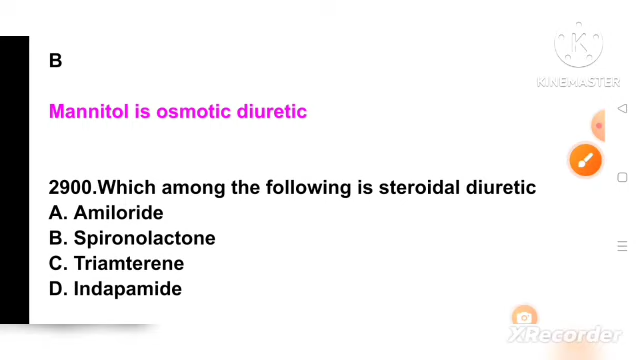 B
K
KINEMASTER
Mannitol is osmotic diuretic
2900.Which among the following is steroidal diuretic
A. Amiloride
B. Spironolactone
C. Triamterene
D. Indapamide
XRecorder